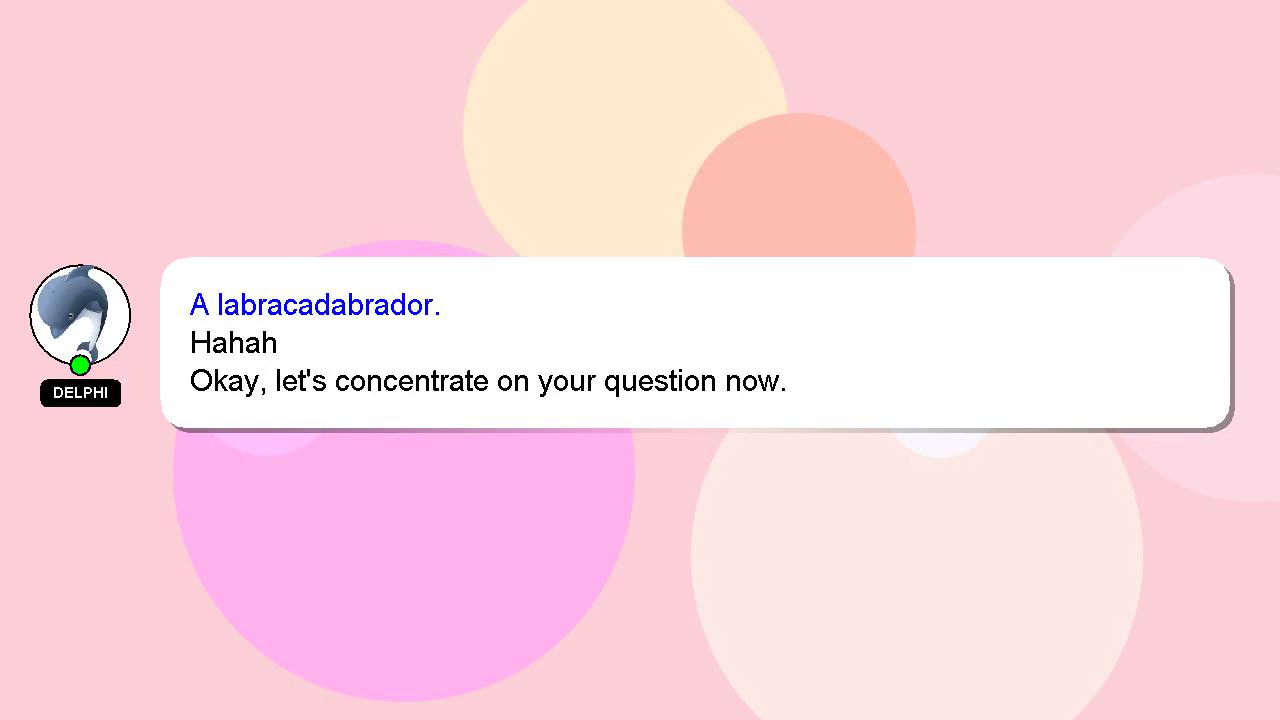 A labracadabrador.
Hahah
Okay, let's concentrate on your question now.
DELPHI